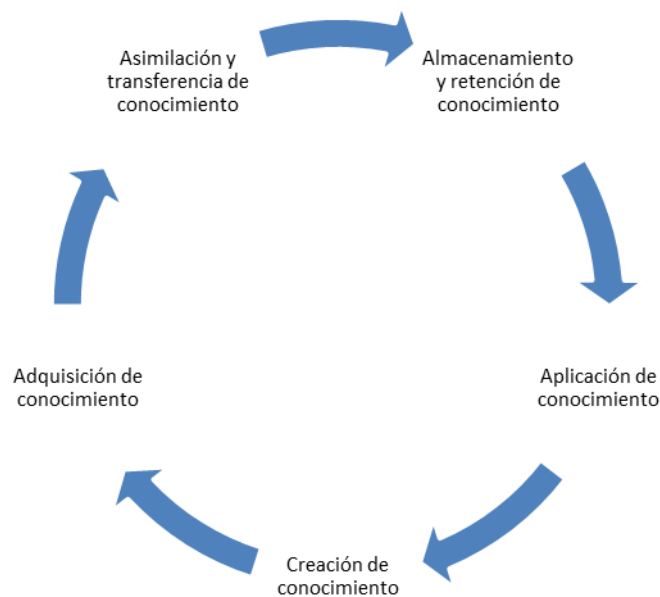 Asimilación y
transferencia de
conocimiento
Almacenamiento
y retención de
conocimiento
Adquisición de
conocimiento
Aplicación de
conocimiento
Creación de
conocimiento